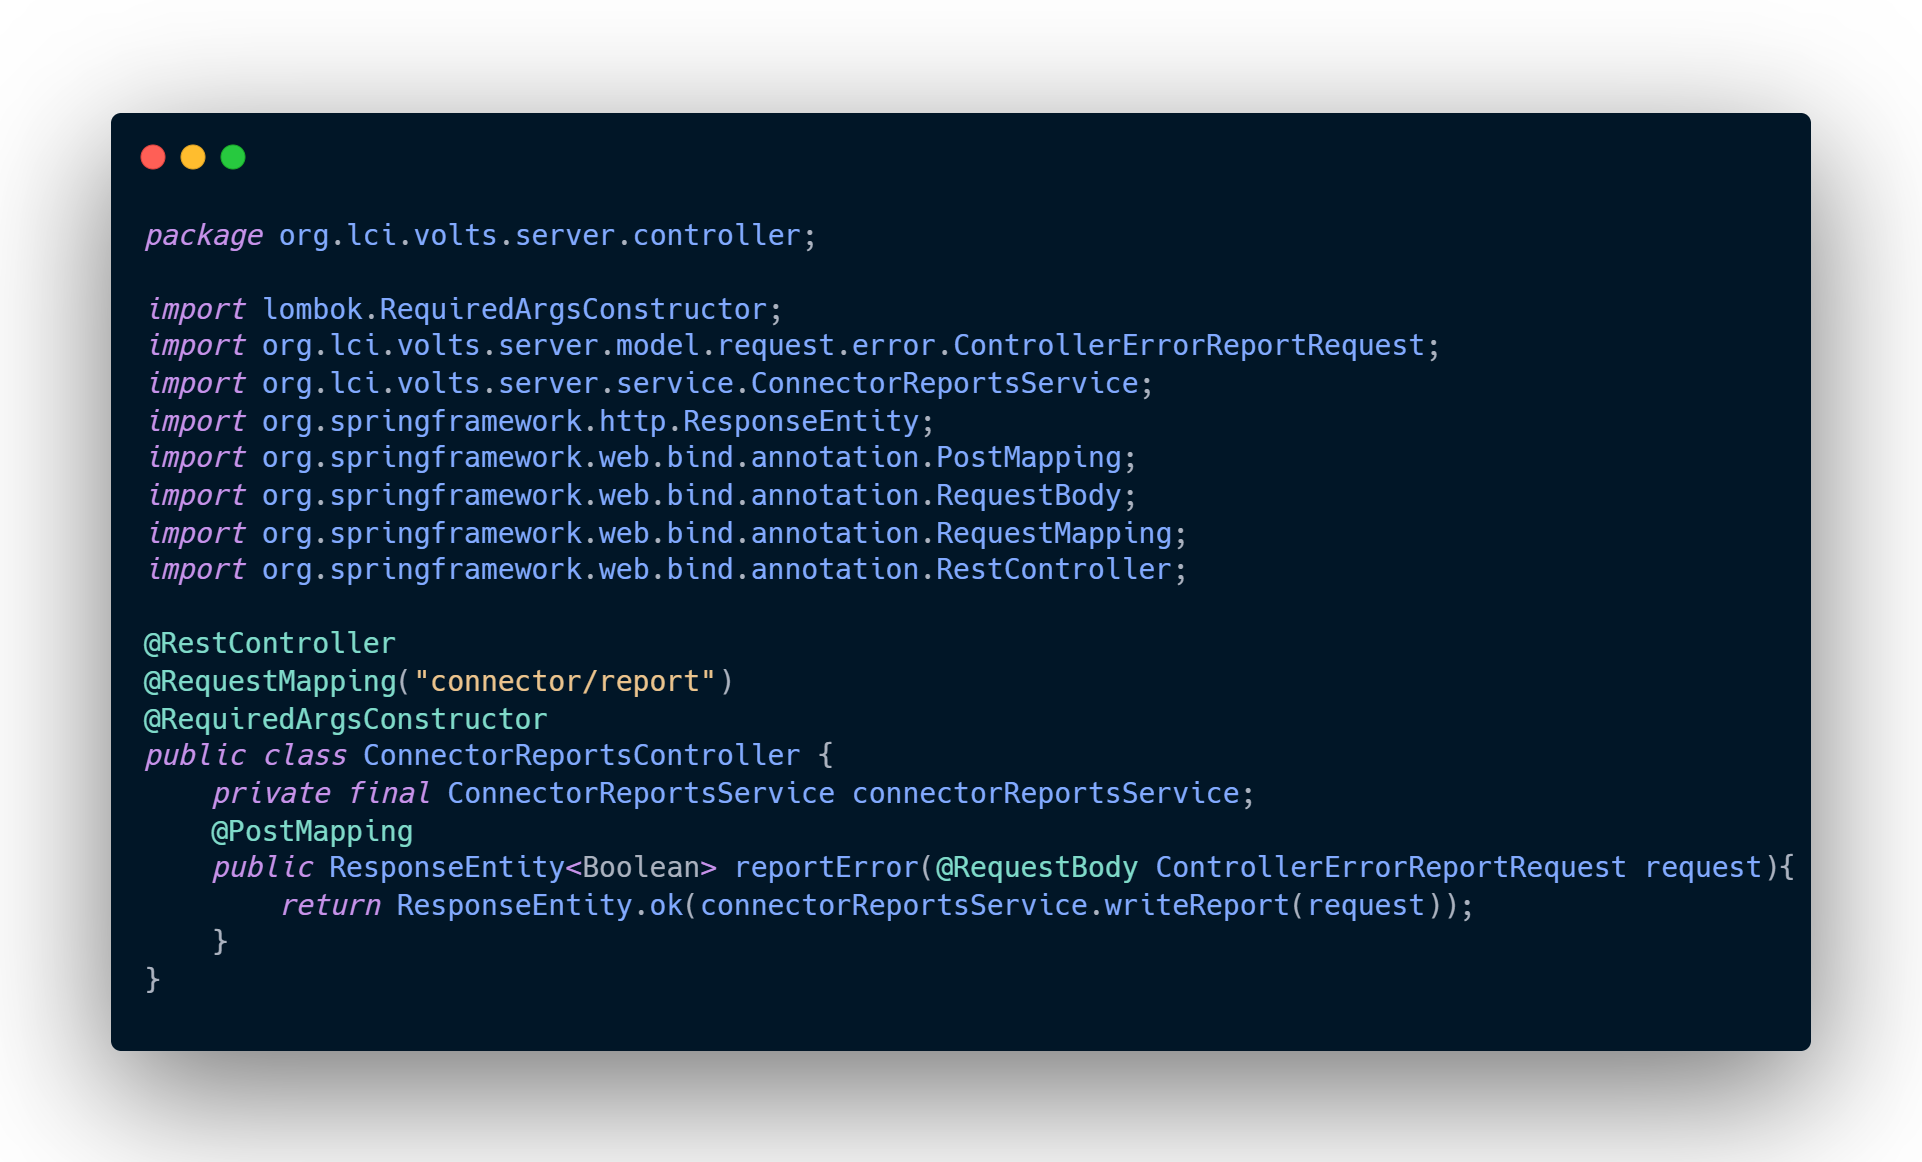 package org.lci.volts.server.controller;

import lombok.RequiredArgsConstructor;
import org.lci.volts.server.model.request.error.ControllerErrorReportRequest;
import org.lci.volts.server.service.ConnectorReportsService;
import org.springframework.http.ResponseEntity;
import org.springframework.web.bind.annotation.PostMapping;
import org.springframework.web.bind.annotation.RequestBody;
import org.springframework.web.bind.annotation.RequestMapping;
import org.springframework.web.bind.annotation.RestController;

@RestController
@RequestMapping("connector/report")
@RequiredArgsConstructor
public class ConnectorReportsController {
    private final ConnectorReportsService connectorReportsService;
    @PostMapping
    public ResponseEntity<Boolean> reportError(@RequestBody ControllerErrorReportRequest request){
        return ResponseEntity.ok(connectorReportsService.writeReport(request));
    }
}